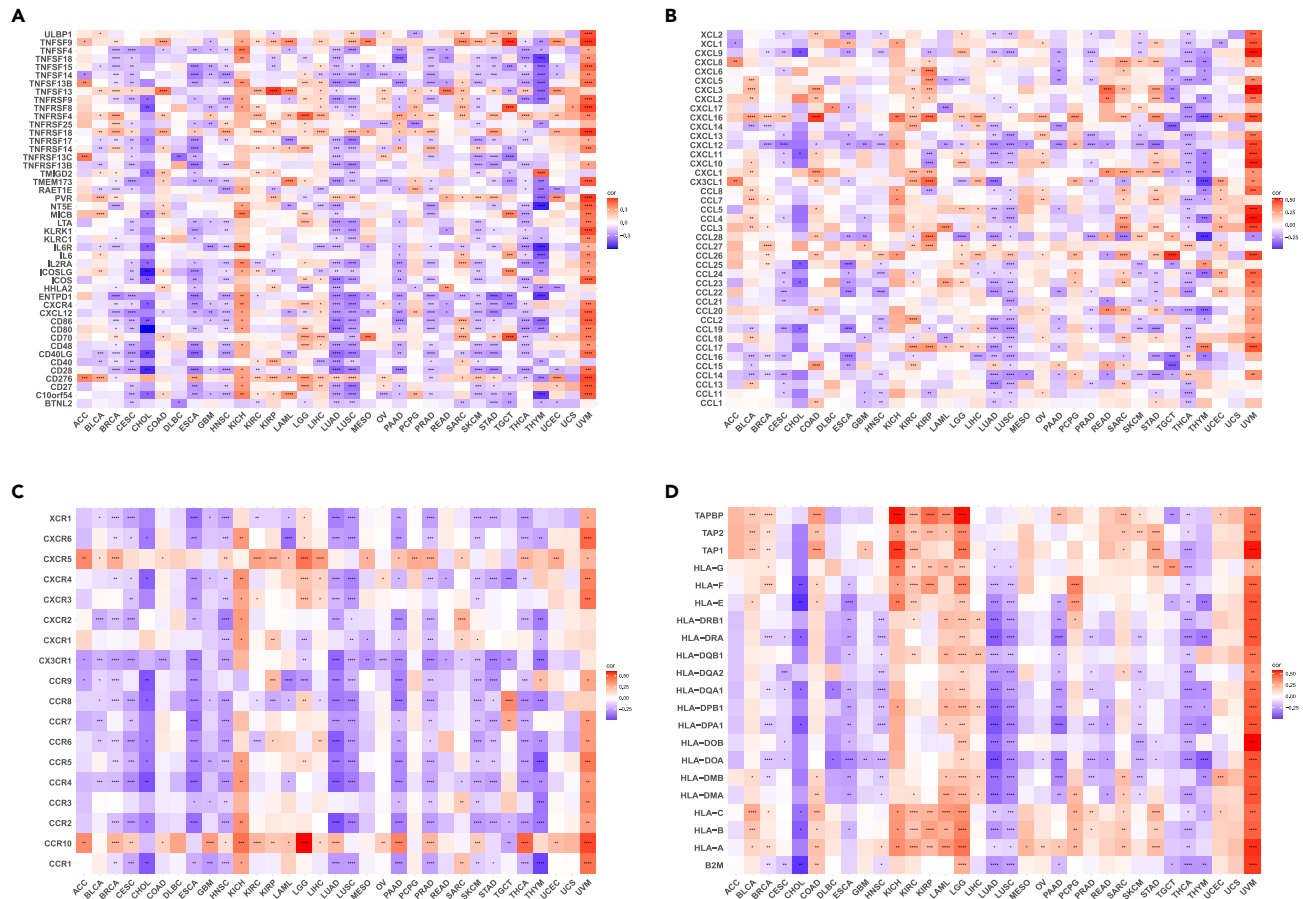 A
ULBP1
TNFSF9
TNFSF4
TNFSF18
TNFSF15
TNFSF14
TNFSF13B
TNFSF13
TNFRSF9
TNFRSF8
TNFRSF4
TNFRSF25
TNFRSF18
TNFRSF17
TNFRSF14
TNFRSF13C
TNFRSF13B
TMIGD2
TMEM173
RAET1E
PVR
NT5E
MICB
LTA
KLRK1
KLRC1
IL6R
IL6
IL2RA
ICOSLG
ICOS
HHLA2
ENTPD1
CXCR4
CXCL12
CD86
CD80
CD70
CD48
CD40LG
CD40
CD28
CD276
CD27
C10orf54
BTNL2
ACC BLCA BRCA CESC CHOL COAD DLBC ESCA GBM HNSC KICH KIRC KIRP LAML LGG LIHC LUAD LUSC MESO OV PAAD PCPG PRAD READ SARC SKCM STAD TGCT THCA THYM UCEC UCS UVM
cor
0.3
0.0
-0.3
B
XCL2
XCL1
CXCL9
CXCL8
CXCL6
CXCL5
CXCL3
CXCL2
CXCL17
CXCL16
CXCL14
CXCL13
CXCL12
CXCL11
CXCL10
CXCL1
CX3CL1
CCL8
CCL7
CCL5
CCL4
CCL3
CCL28
CCL27
CCL26
CCL25
CCL24
CCL23
CCL22
CCL21
CCL20
CCL2
CCL19
CCL18
CCL17
CCL16
CCL15
CCL14
CCL13
CCL11
CCL1
ACC BLCA BRCA CESC CHOL COAD DLBC ESCA GBM HNSC KICH KIRC KIRP LAML LGG LIHC LUAD LUSC MESO OV PAAD PCPG PRAD READ SARC SKCM STAD TGCT THCA THYM UCEC UCS UVM
cor
0.50
0.25
0.00
-0.25
C
XCR1
CXCR6
CXCR5
CXCR4
CXCR3
CXCR2
CXCR1
CX3CR1
CCR9
CCR8
CCR7
CCR6
CCR5
CCR4
CCR3
CCR2
CCR10
CCR1
ACC BLCA BRCA CESC CHOL COAD DLBC ESCA GBM HNSC KICH KIRC KIRP LAML LGG LIHC LUAD LUSC MESO OV PAAD PCPG PRAD READ SARC SKCM STAD TGCT THCA THYM UCEC UCS UVM
cor
0.50
0.25
0.00
-0.25
D
TAPBP
TAP2
TAP1
HLA-G
HLA-F
HLA-E
HLA-DRB1
HLA-DRA
HLA-DQB1
HLA-DQA2
HLA-DQA1
HLA-DPB1
HLA-DPA1
HLA-DOB
HLA-DOA
HLA-DMB
HLA-DMA
HLA-C
HLA-B
HLA-A
B2M
ACC BLCA BRCA CESC CHOL COAD DLBC ESCA GBM HNSC KICH KIRC KIRP LAML LGG LIHC LUAD LUSC MESO OV PAAD PCPG PRAD READ SARC SKCM STAD TGCT THCA THYM UCEC UCS UVM
cor
0.50
0.25
0.00
-0.25